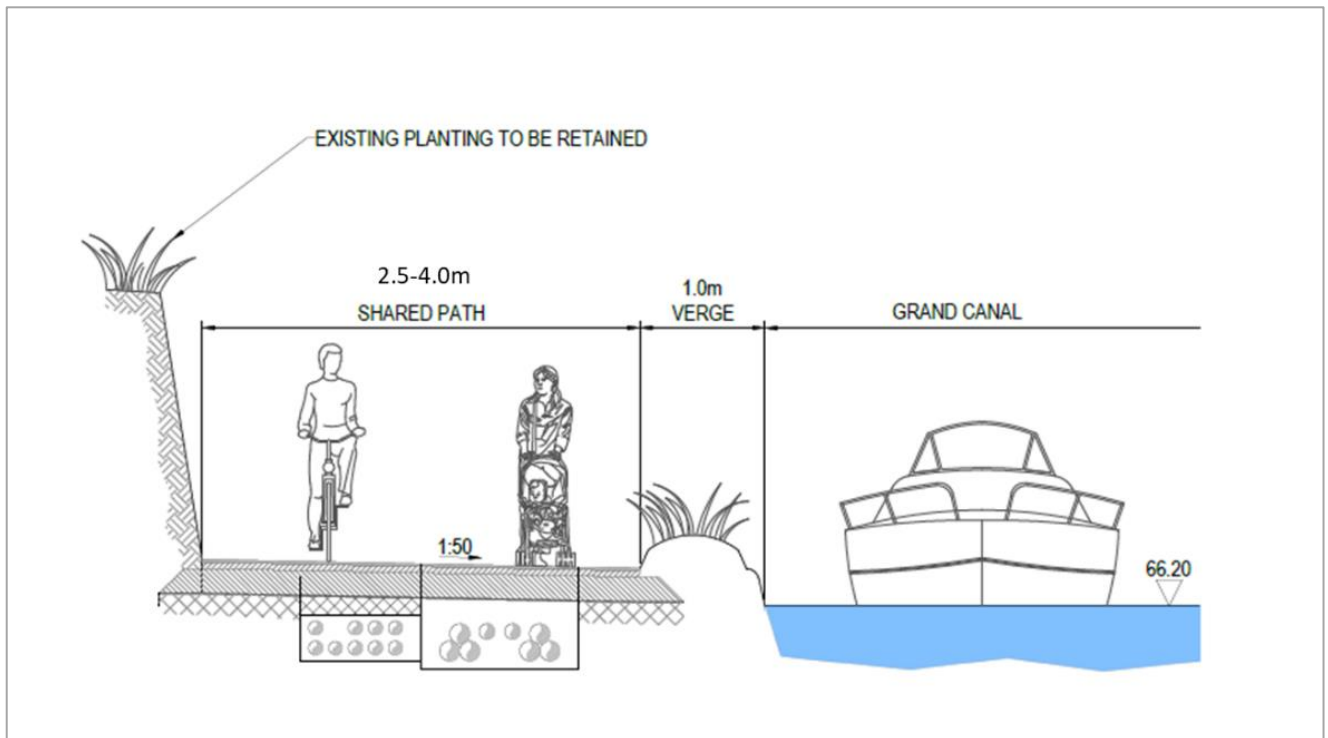 EXISTING PLANTING TO BE RETAINED
2.5-4.0m
SHARED PATH
1.0m
VERGE
GRAND CANAL
1:50
66.20